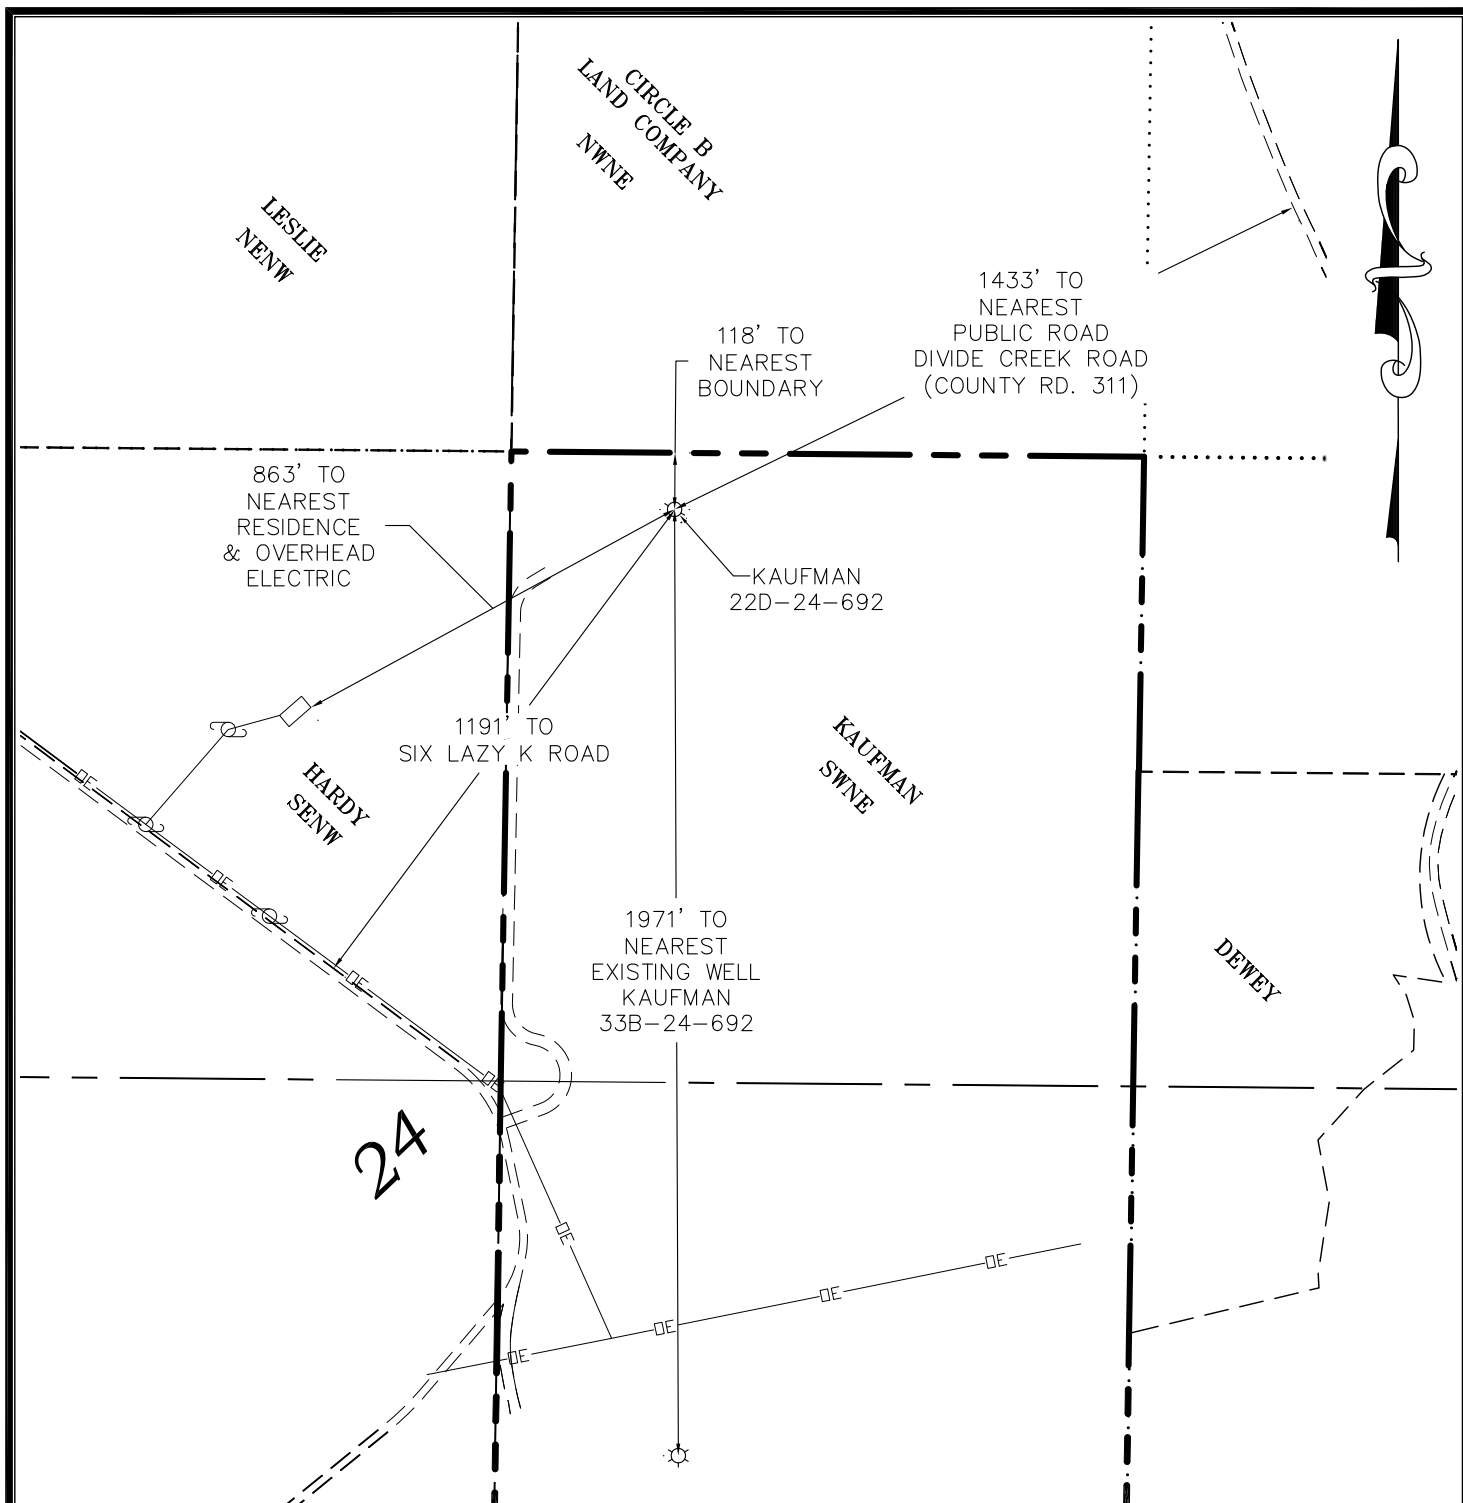 CIRCLE B
LAND COMPANY
NWNE
LESLIE
NENW
1433' TO
NEAREST
PUBLIC ROAD
DIVIDE CREEK ROAD
(COUNTY RD. 311)
118' TO
NEAREST
BOUNDARY
863' TO
NEAREST
RESIDENCE
& OVERHEAD
ELECTRIC
KAUFMAN
22D-24-692
1191' TO
SIX LAZY K ROAD
KAUFMAN
SWNE
HARDY
SENW
OE
OE
OE
OE
1971' TO
NEAREST
EXISTING WELL
KAUFMAN
33B-24-692
DEWEY
24
OE
OE
OE
OE
OE